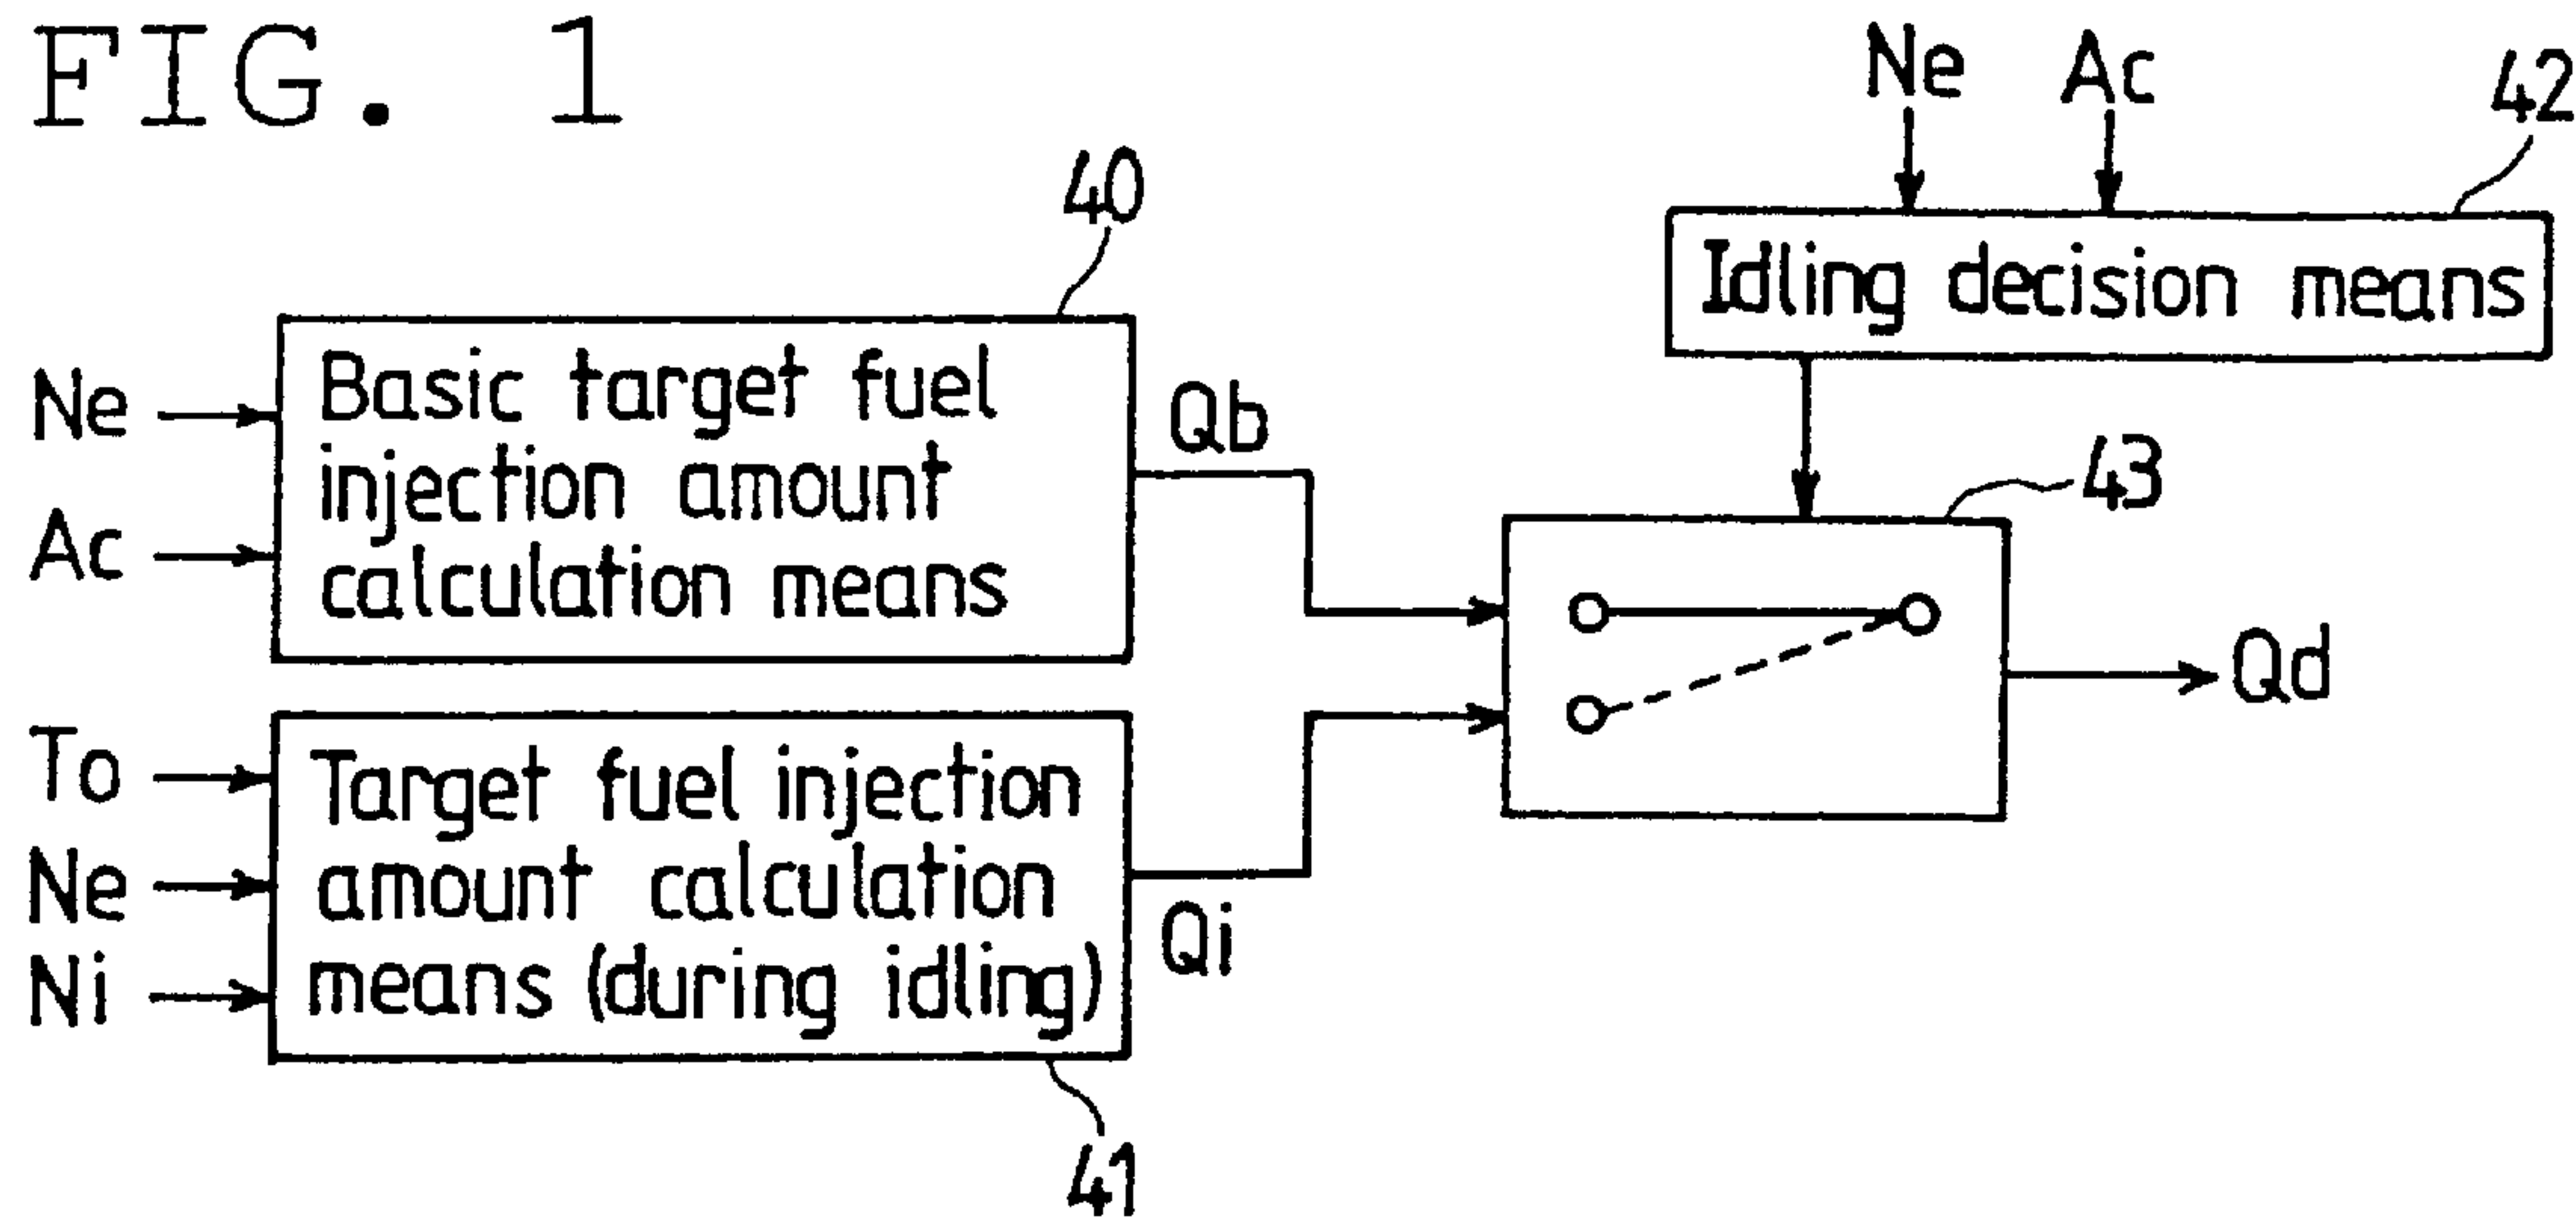 FIG. 1
Ne Ac
42
Idling decision means
40
Ne
Ac
Basic target fuel
injection amount
calculation means
Qb
43
Qd
To
Ne
Ni
Target fuel injection
amount calculation
means (during idling)
Qi
41